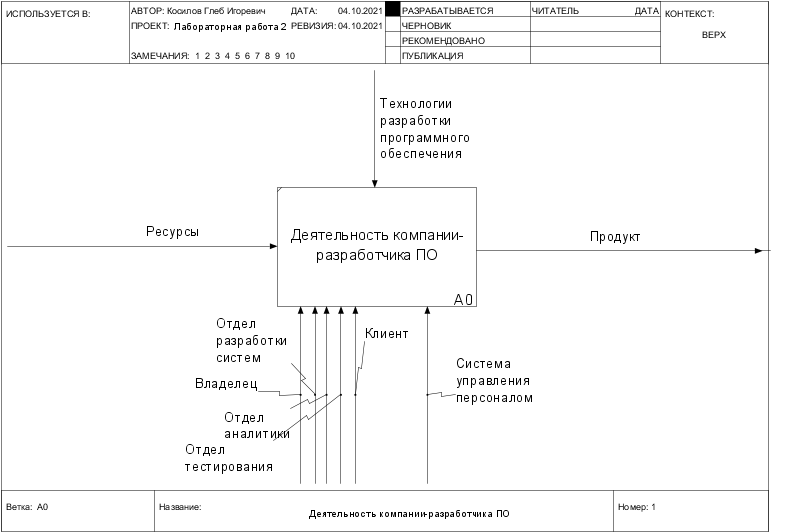 ИСПОЛЬЗУЕТСЯ В:
АВТОР: Косилов Глеб Игоревич ДАТА: 04.10.2021
ПРОЕКТ: Лабораторная работа 2 РЕВИЗИЯ: 04.10.2021
ЗАМЕЧАНИЯ: 1 2 3 4 5 6 7 8 9 10
РАЗРАБАТЫВАЕТСЯ
ЧЕРНОВИК
РЕКОМЕНДОВАНО
ПУБЛИКАЦИЯ
ЧИТАТЕЛЬ ДАТА
КОНТЕКСТ:
ВЕРХ
Технологии
разработки
программного
обеспечения
Ресурсы
Деятельность компании-
разработчика ПО
A0
Продукт
Отдел
разработки
систем
Клиент
Владелец
Система
управления
персоналом
Отдел
аналитики
Отдел
тестирования
Ветка: A0
Название:
Деятельность компании-разработчика ПО
Номер: 1